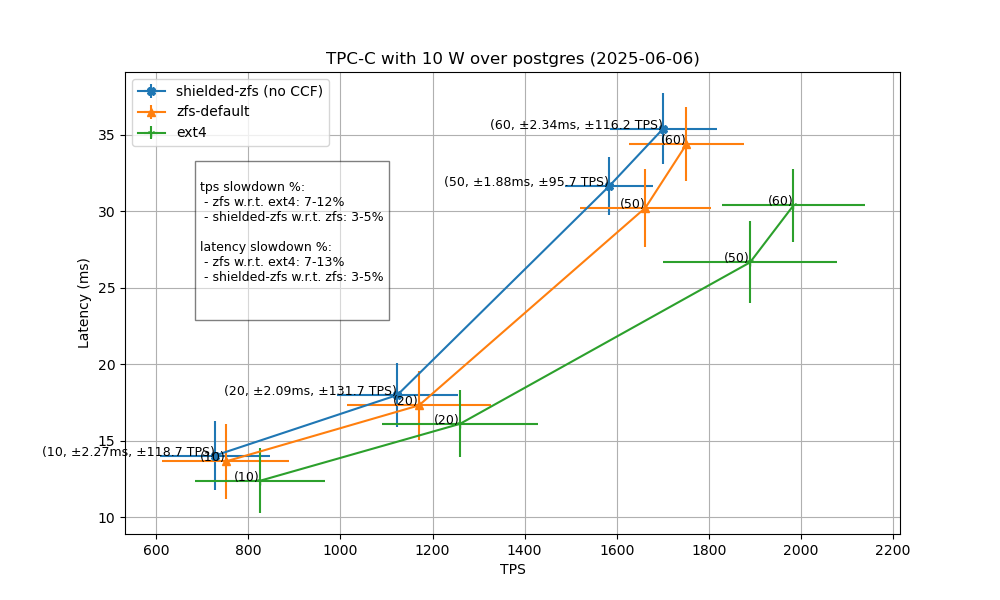 TPC-C with 10 W over postgres (2025-06-06)
shielded-zfs (no CCF)
zfs-default
ext4
tps slowdown %:
- zfs w.r.t. ext4: 7-12%
- shielded-zfs w.r.t. zfs: 3-5%
latency slowdown %:
- zfs w.r.t. ext4: 7-13%
- shielded-zfs w.r.t. zfs: 3-5%
(60, ±2.34ms, ±116.2 TPS)
(60)
(50, ±1.88ms, ±95.7 TPS)
(50)
(60)
(50)
(20, ±2.09ms, ±131.7 TPS)
(20)
(20)
(10, ±2.27ms, ±118.7 TPS)
(10)
(10)
Latency (ms)
35
30
25
20
15
10
600 800 1000 1200 1400 1600 1800 2000 2200
TPS